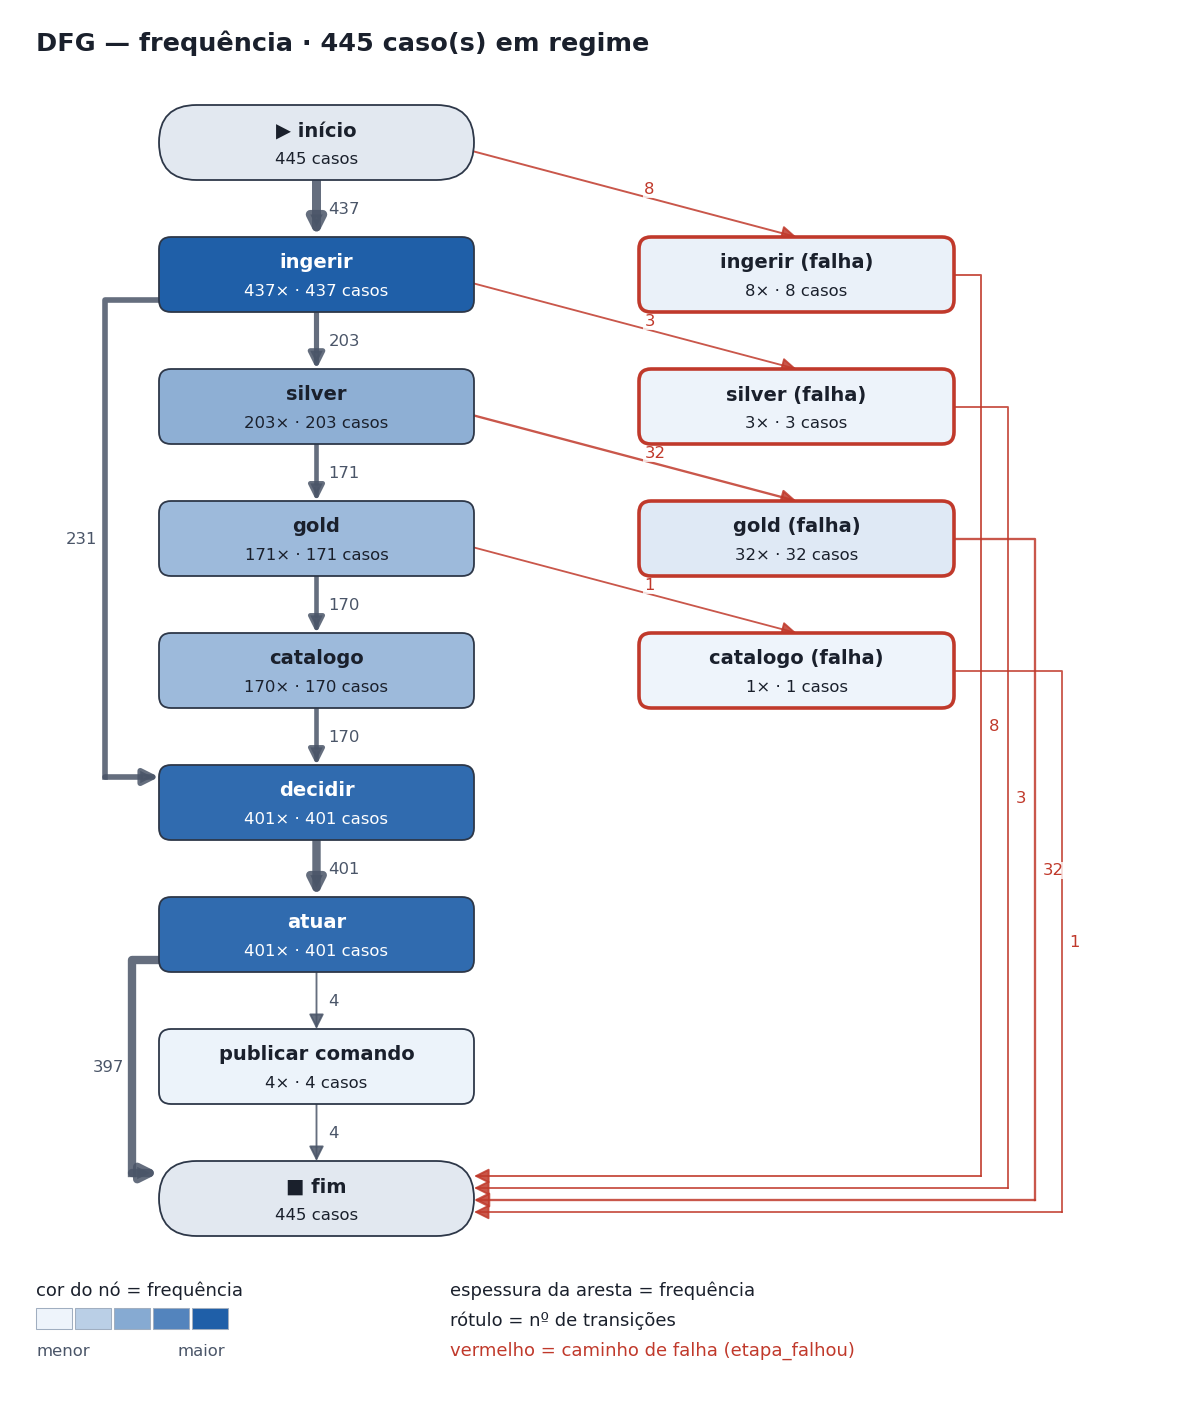 DFG — frequência · 445 caso(s) em regime
▶ início
445 casos
8
437
ingerir
437× · 437 casos
ingerir (falha)
8× · 8 casos
3
203
silver
203× · 203 casos
silver (falha)
3× · 3 casos
32
171
gold
171× · 171 casos
gold (falha)
32× · 32 casos
231
1
170
catalogo
170× · 170 casos
catalogo (falha)
1× · 1 casos
8
170
decidir
401× · 401 casos
3
401
32
atuar
401× · 401 casos
1
4
publicar comando
4× · 4 casos
397
4
■ fim
445 casos
cor do nó = frequência
menor
maior
espessura da aresta = frequência
rótulo = nº de transições
vermelho = caminho de falha (etapa_falhou)